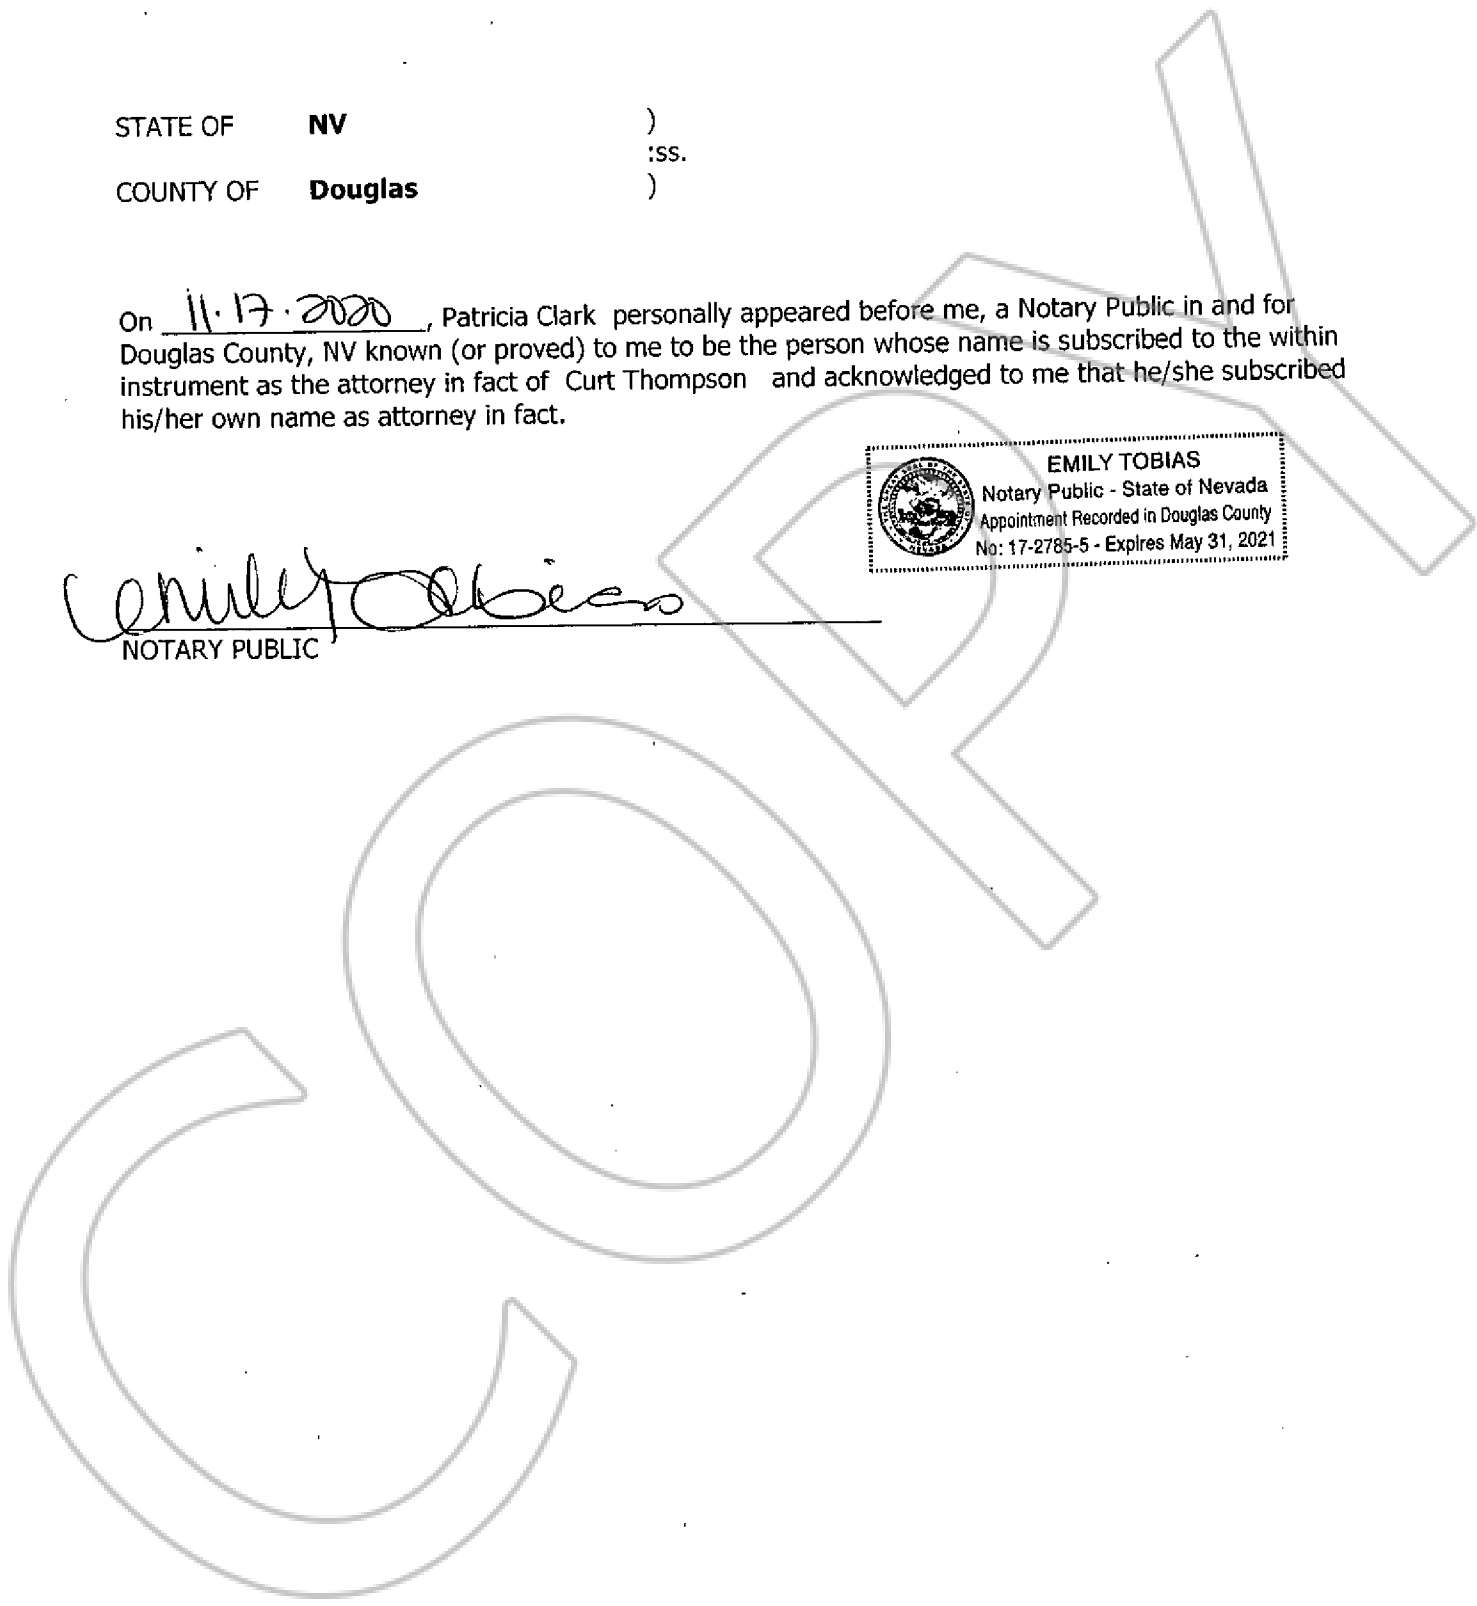 STATE OF NV )
:ss.
COUNTY OF Douglas )
On 11.17.2020, Patricia Clark personally appeared before me, a Notary Public in and for
Douglas County, NV known (or proved) to me to be the person whose name is subscribed to the within
instrument as the attorney in fact of Curt Thompson and acknowledged to me that he/she subscribed
his/her own name as attorney in fact.
EMILY TOBIAS
Notary Public - State of Nevada
Appointment Recorded in Douglas County
No: 17-2785-5 - Expires May 31, 2021
Emily Tobias
NOTARY PUBLIC
COPY